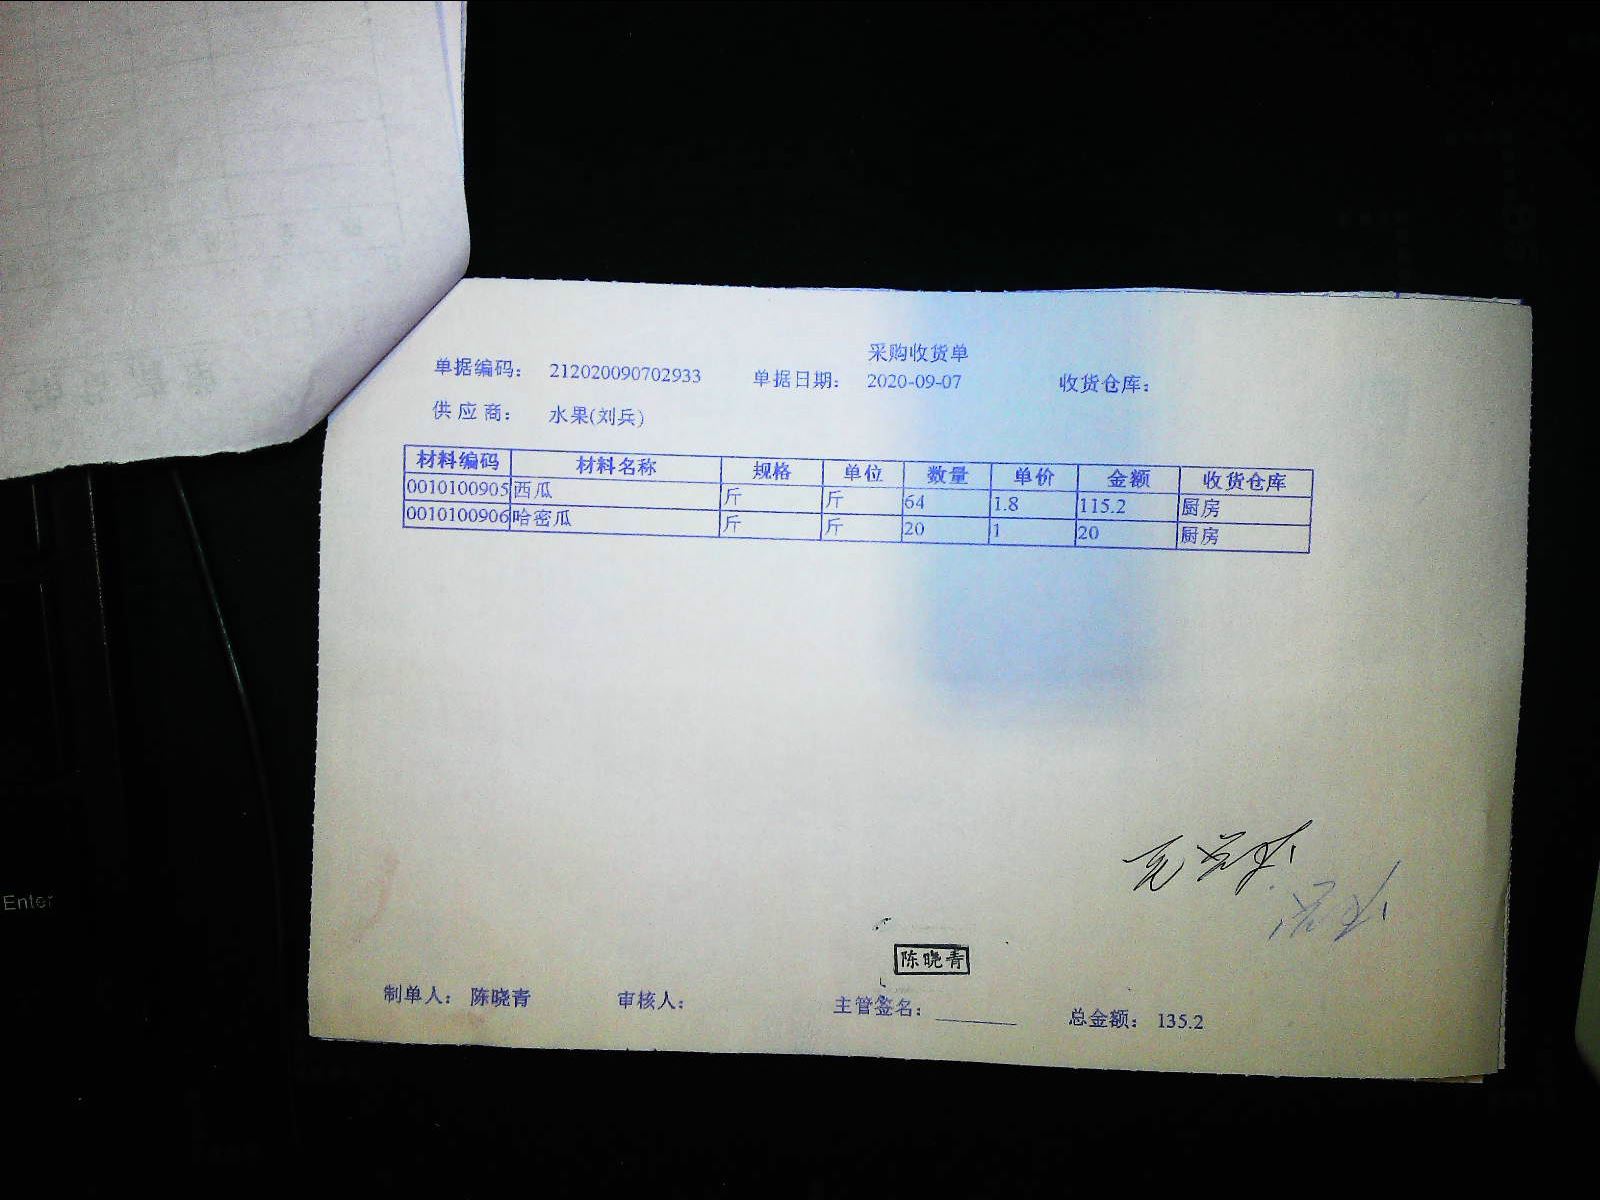 采购收货单
单据编码: 212020090702933 单据日期: 2020-09-07 收货仓库:
供应商: 水果(刘兵)
材料编码 材料名称 规格 单位 数量 单价 金额 收货仓库
0010100905 西瓜 斤 斤 64 1.8 115.2 厨房
0010100906 哈密瓜 斤 斤 20 1 20 厨房
陈晓青
制单人: 陈晓青 审核人: 主管签名: 总金额: 135.2
Enter